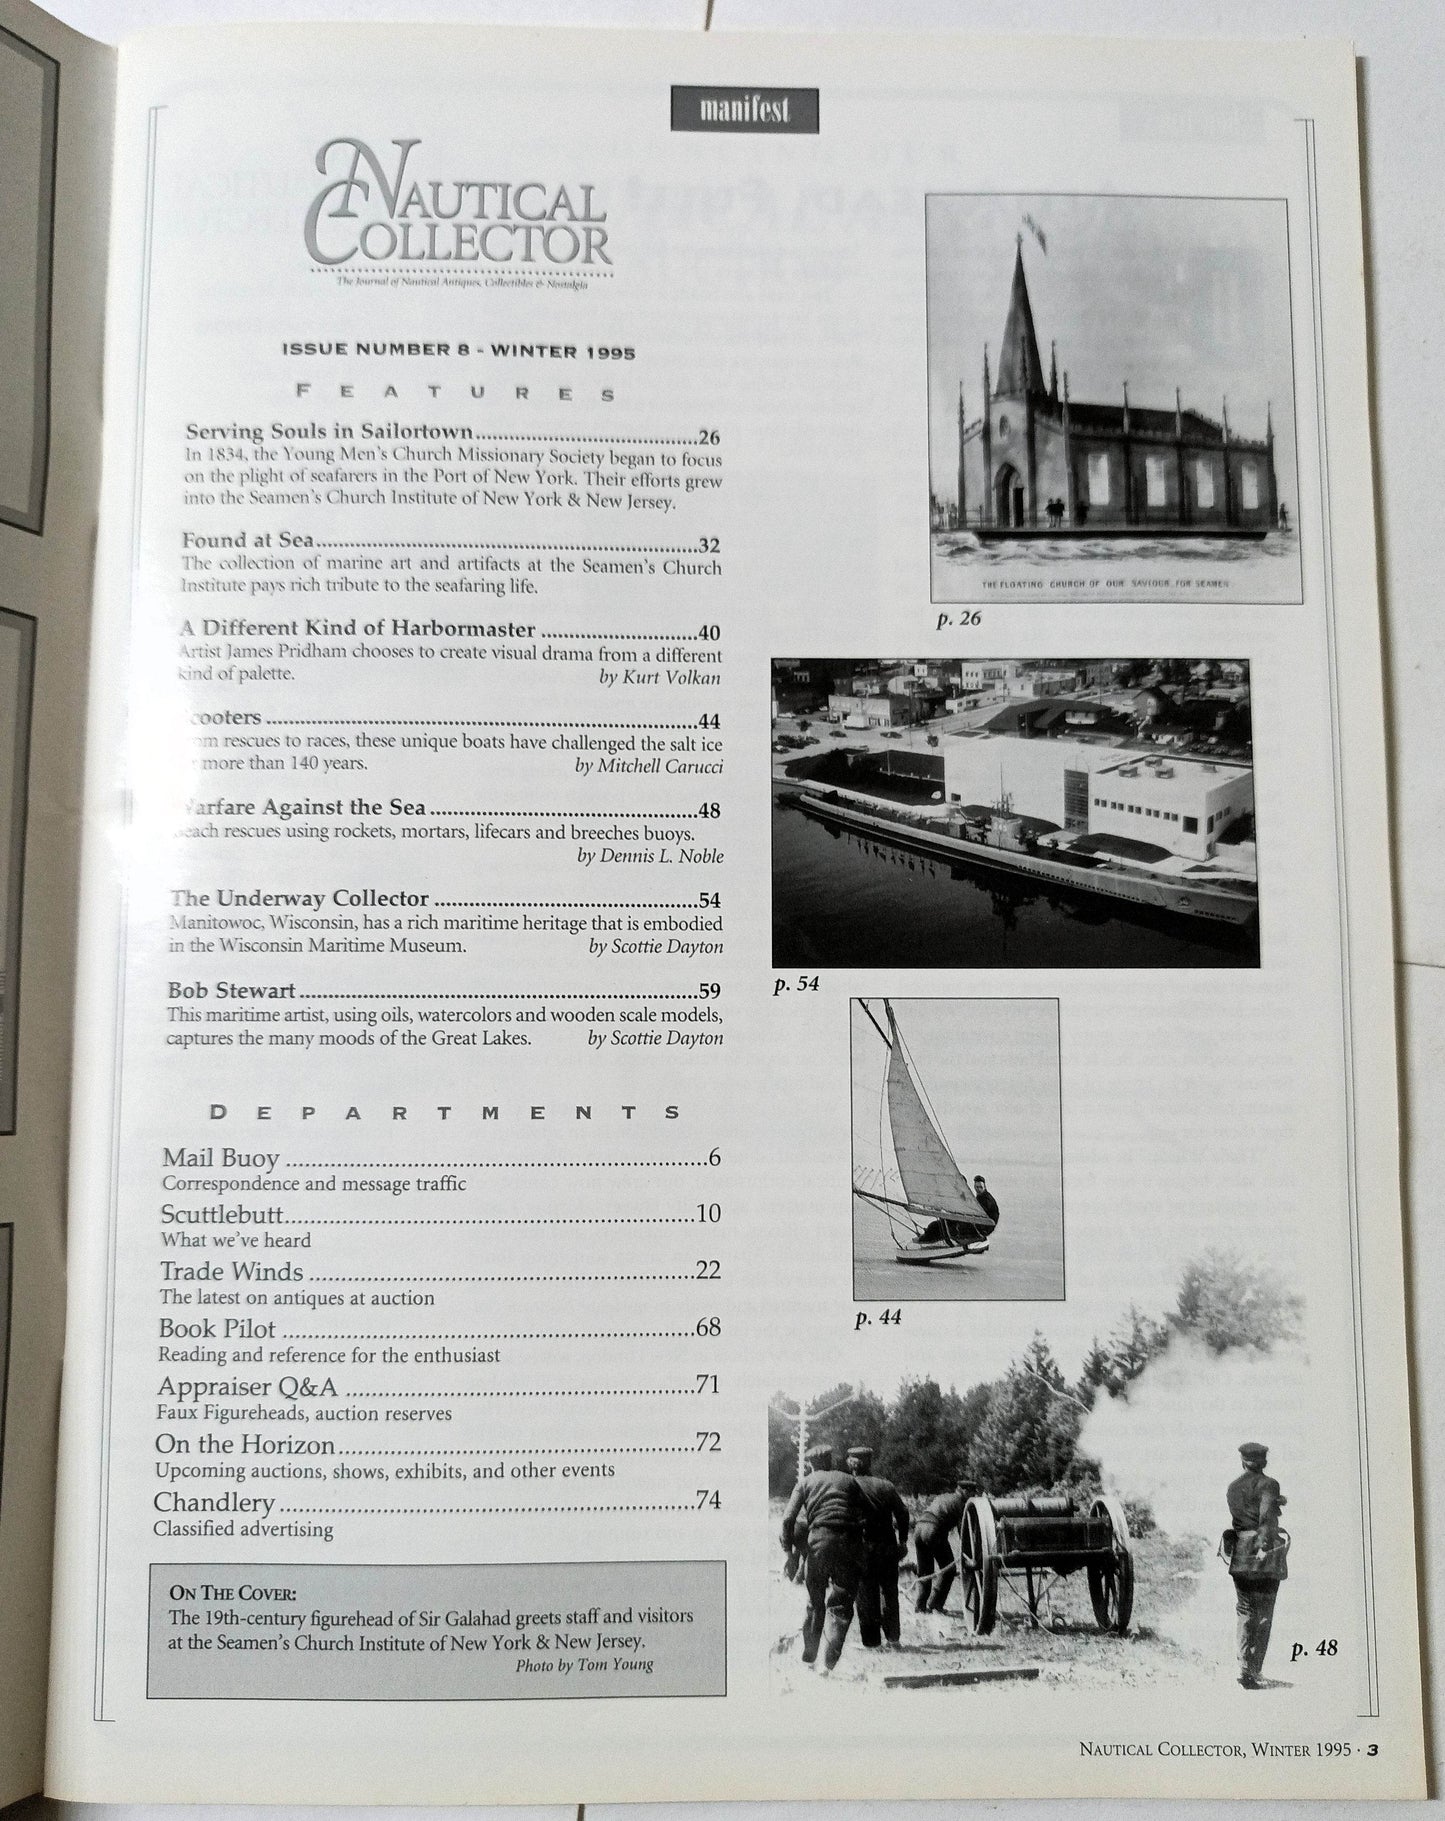 manifest
NAUTICAL
COLLECTOR
The Journal of Nautical Antiques, Collectibles & Nostalgia
ISSUE NUMBER 8 - WINTER 1995
FEATURES
Serving Souls in Sailortown....................26
In 1834, the Young Men's Church Missionary Society began to focus
on the plight of seafarers in the Port of New York. Their efforts grew
into the Seamen's Church Institute of New York & New Jersey.
Found at Sea....................32
The collection of marine art and artifacts at the Seamen's Church
Institute pays rich tribute to the seafaring life.
A Different Kind of Harbormaster....................40
Artist James Pridham chooses to create visual drama from a different
kind of palette. by Kurt Volkan
cooters....................44
om rescues to races, these unique boats have challenged the salt ice
more than 140 years. by Mitchell Carucci
arfare Against the Sea....................48
each rescues using rockets, mortars, lifecars and breeches buoys.
by Dennis L. Noble
The Underway Collector....................54
Manitowoc, Wisconsin, has a rich maritime heritage that is embodied
in the Wisconsin Maritime Museum. by Scottie Dayton
Bob Stewart....................59
This maritime artist, using oils, watercolors and wooden scale models,
captures the many moods of the Great Lakes. by Scottie Dayton
DEPARTMENTS
Mail Buoy....................6
Correspondence and message traffic
Scuttlebutt....................10
What we've heard
Trade Winds....................22
The latest on antiques at auction
Book Pilot....................68
Reading and reference for the enthusiast
Appraiser Q&A....................71
Faux Figureheads, auction reserves
On the Horizon....................72
Upcoming auctions, shows, exhibits, and other events
Chandlery....................74
Classified advertising
ON THE COVER:
The 19th-century figurehead of Sir Galahad greets staff and visitors
at the Seamen's Church Institute of New York & New Jersey.
Photo by Tom Young
THE FLOATING CHURCH OF OUR SAVIOUR FOR SEAMEN
p. 26
p. 54
p. 44
p. 48
NAUTICAL COLLECTOR, WINTER 1995 · 3